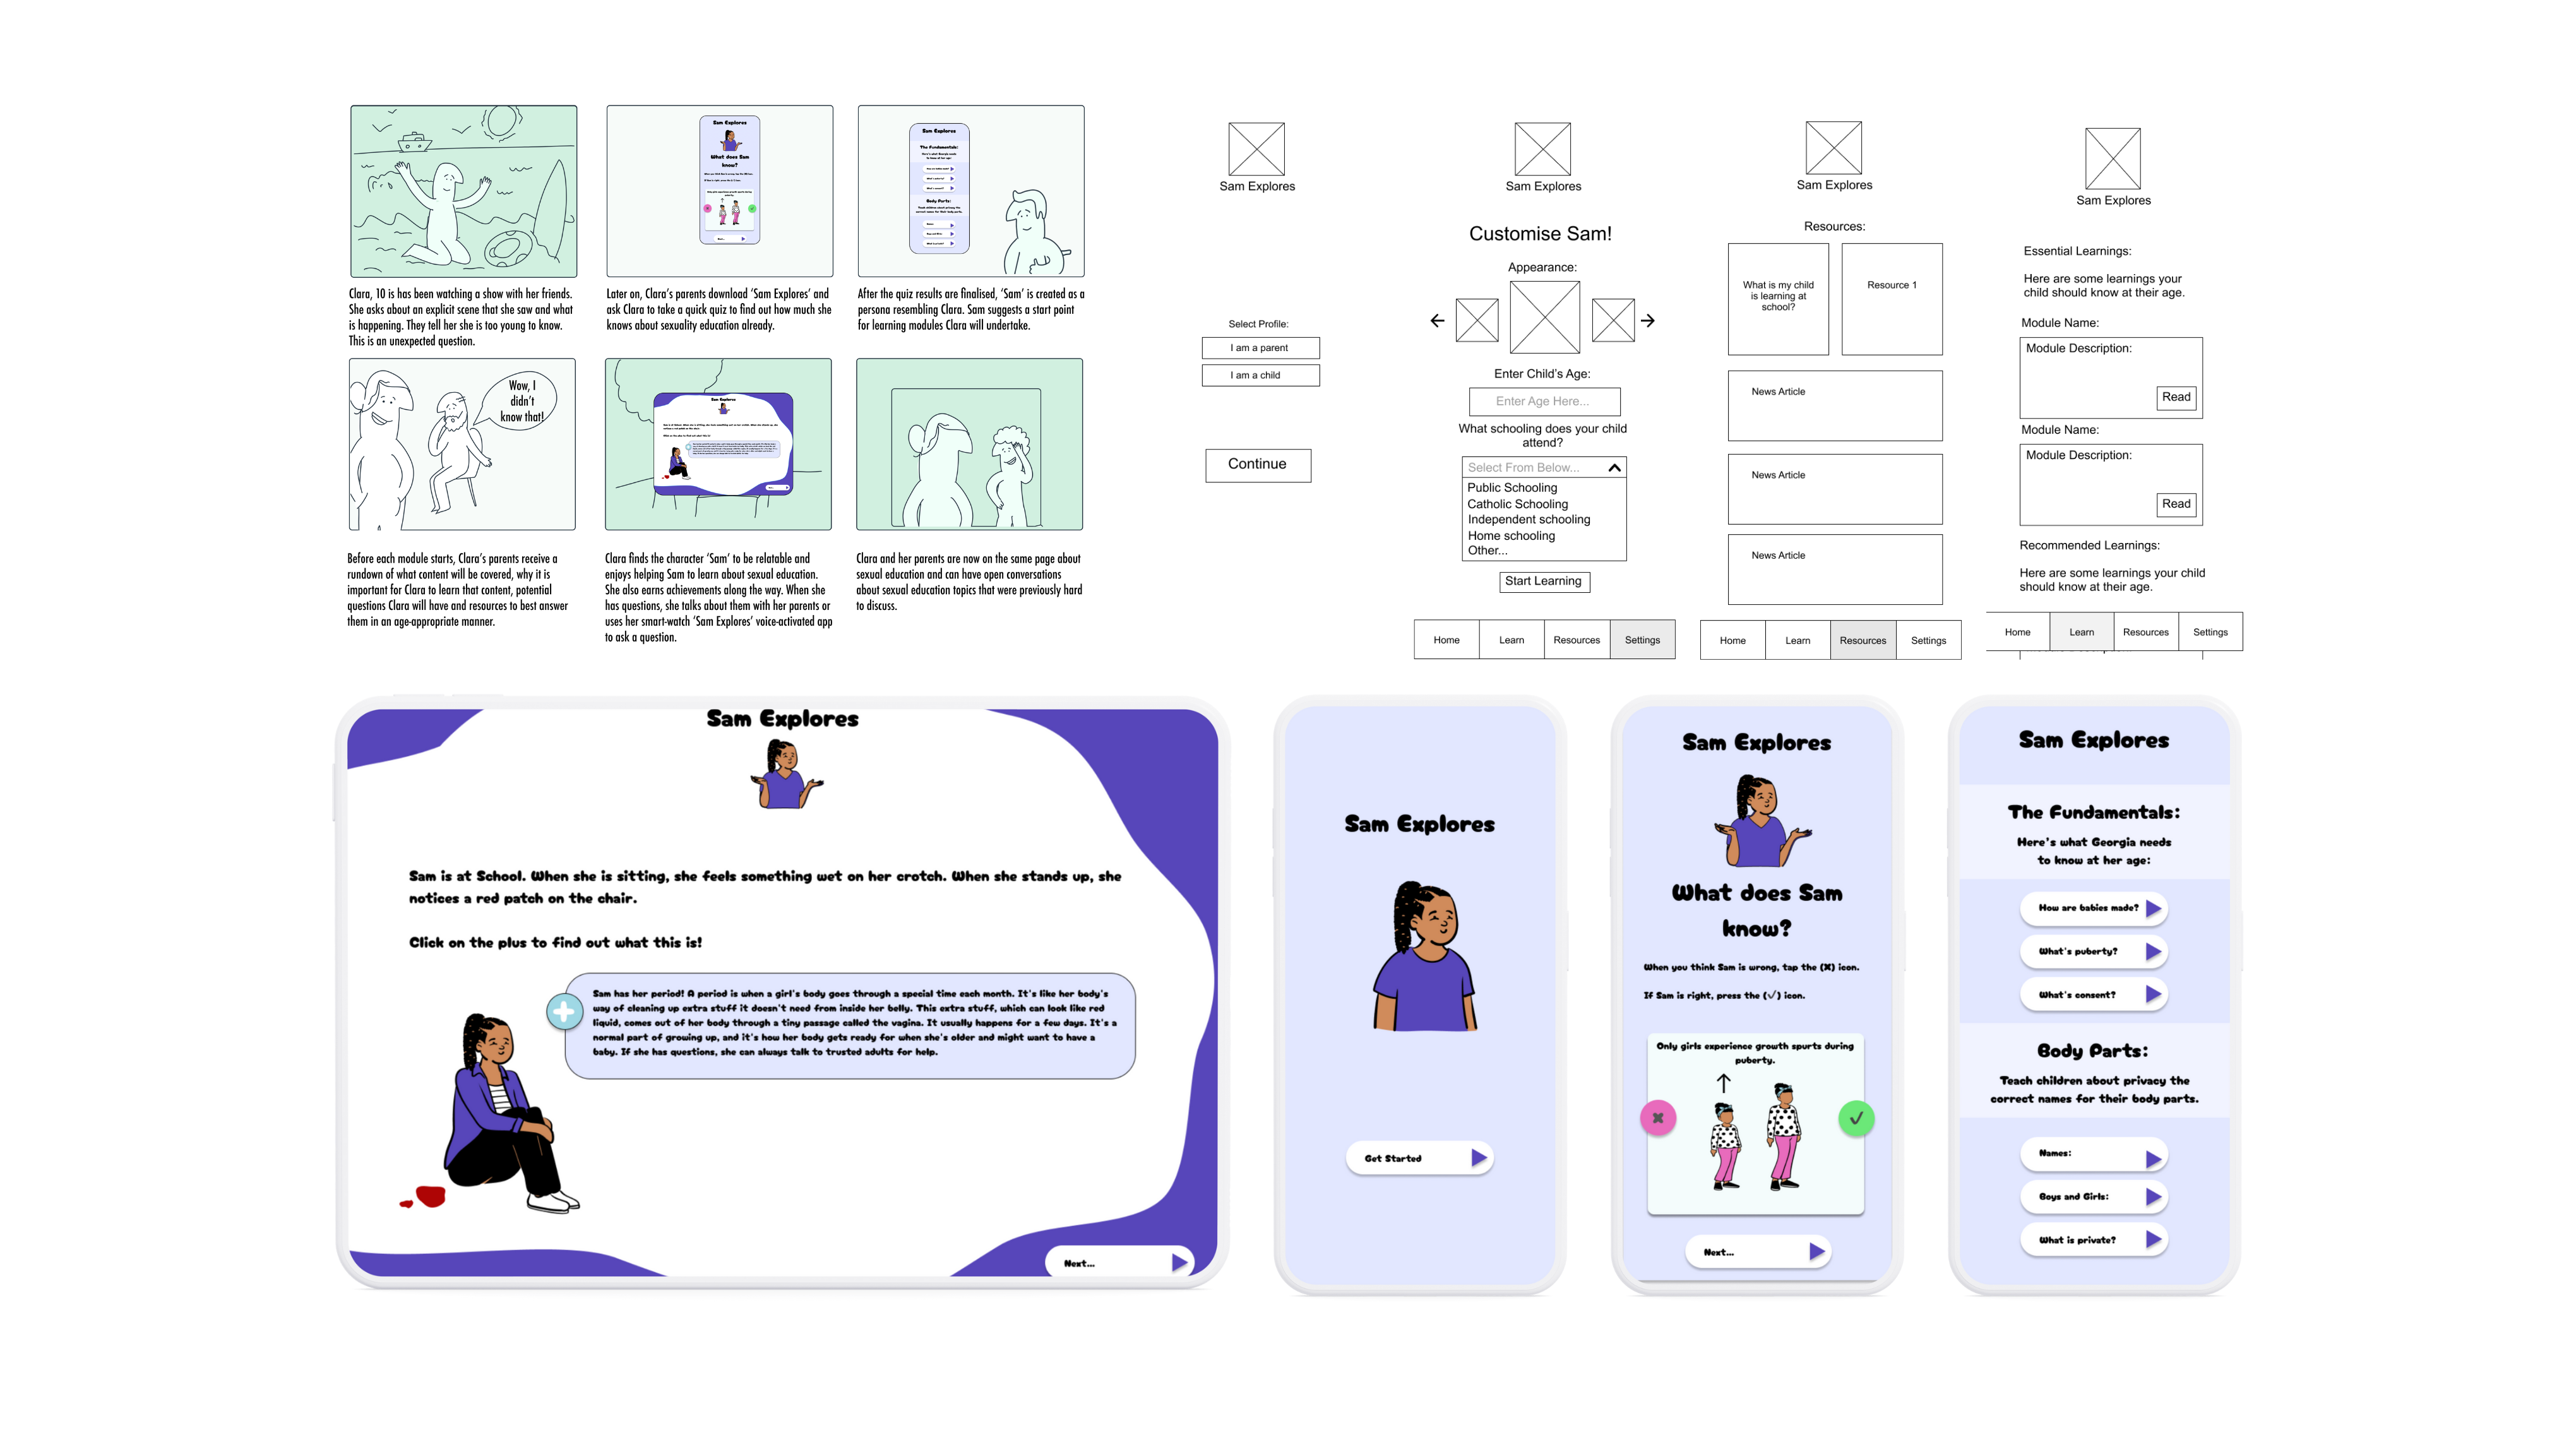 Clara, 10 is has been watching a show with her friends.
She asks about an explicit scene that she saw and what
is happening. They tell her she is too young to know.
This is an unexpected question.
Sam Explores
What does Sam
know?
Later on, Clara's parents download 'Sam Explores' and
ask Clara to take a quick quiz to find out how much she
knows about sexuality education already.
Sam Explores
The Fundamentals:
Body Parts:
After the quiz results are finalised, 'Sam' is created as a
persona resembling Clara. Sam suggests a start point
for learning modules Clara will undertake.
Wow, I
didn't
know that!
Before each module starts, Clara's parents receive a
rundown of what content will be covered, why it is
important for Clara to learn that content, potential
questions Clara will have and resources to best answer
them in an age-appropriate manner.
Sam Explores
Clara finds the character 'Sam' to be relatable and
enjoys helping Sam to learn about sexual education.
She also earns achievements along the way. When she
has questions, she talks about them with her parents or
uses her smart-watch 'Sam Explores' voice-activated app
to ask a question.
Clara and her parents are now on the same page about
sexual education and can have open conversations
about sexual education topics that were previously hard
to discuss.
Sam Explores
Select Profile:
I am a parent
I am a child
Continue
Sam Explores
Customise Sam!
Appearance:
Enter Child's Age:
Enter Age Here...
What schooling does your child
attend?
Select From Below...
Public Schooling
Catholic Schooling
Independent schooling
Home schooling
Other...
Start Learning
Home Learn Resources Settings
Sam Explores
Resources:
What is my child
is learning at
school?
Resource 1
News Article
News Article
News Article
Home Learn Resources Settings
Sam Explores
Essential Learnings:
Here are some learnings your
child should know at their age.
Module Name:
Module Description:
Read
Module Name:
Module Description:
Read
Recommended Learnings:
Here are some learnings your child
should know at their age.
Home Learn Resources Settings
Sam Explores
Sam is at School. When she is sitting, she feels something wet on her crotch. When she stands up, she
notices a red patch on the chair.
Click on the plus to find out what this is!
Sam has her period! A period is when a girl's body goes through a special time each month. It's like her body's
way of cleaning up extra stuff it doesn't need from inside her belly. This extra stuff, which can look like red
liquid, comes out of her body through a tiny passage called the vagina. It usually happens for a few days. It's a
normal part of growing up, and it's how her body gets ready for when she's older and might want to have a
baby. If she has questions, she can always talk to trusted adults for help.
Next...
Sam Explores
Get Started
Sam Explores
What does Sam
know?
When you think Sam is wrong, tap the (✖) icon.
If Sam is right, press the (✓) icon.
Only girls experience growth spurts during
puberty.
Next...
Sam Explores
The Fundamentals:
Here's what Georgia needs
to know at her age:
How are babies made?
What's puberty?
What's consent?
Body Parts:
Teach children about privacy the
correct names for their body parts.
Names:
Boys and Girls:
What is private?